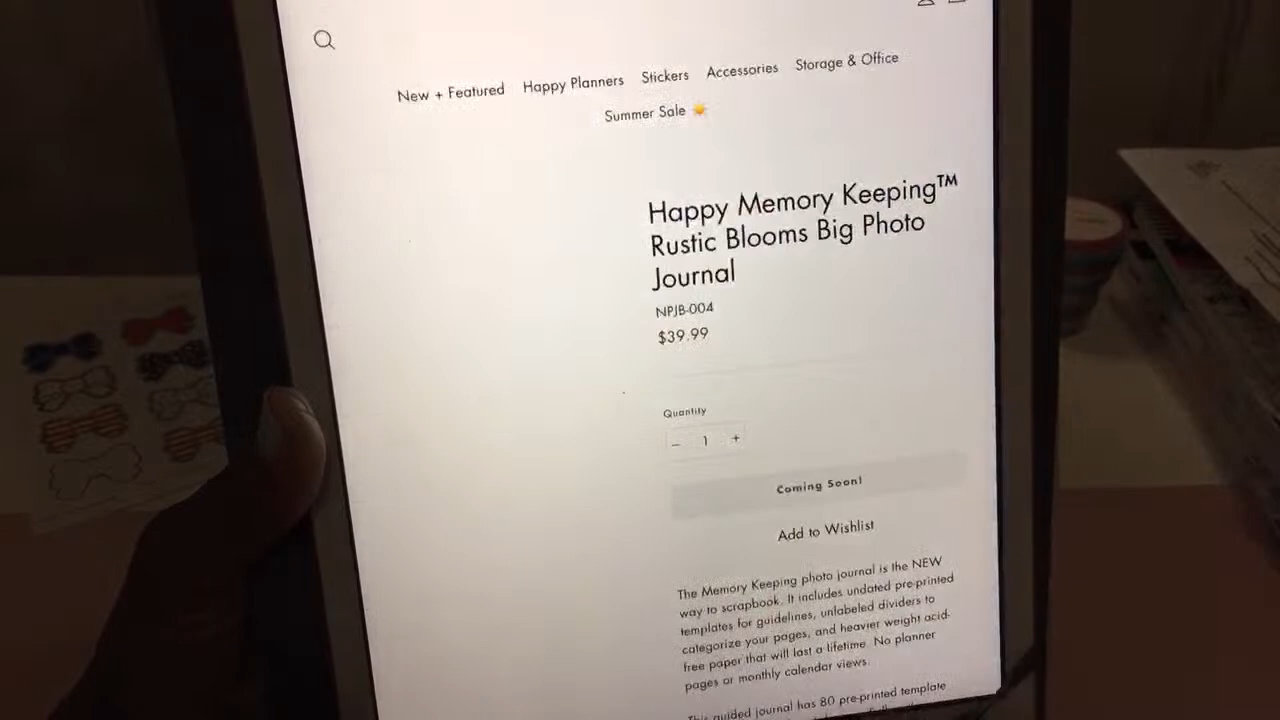 New + Featured Happy Planners Stickers Accessories Storage & Office
Summer Sale ☀️
Happy Memory Keeping™
Rustic Blooms Big Photo
Journal
NPJB-004
$39.99
Quantity
– 1 +
Coming Soon!
Add to Wishlist
The Memory Keeping photo journal is the NEW
way to scrapbook. It includes undated pre-printed
templates for guidelines, unlabeled dividers to
categorize your pages, and heavier weight acid-
free paper that will last a lifetime. No planner
pages or monthly calendar views.
This guided journal has 80 pre-printed template